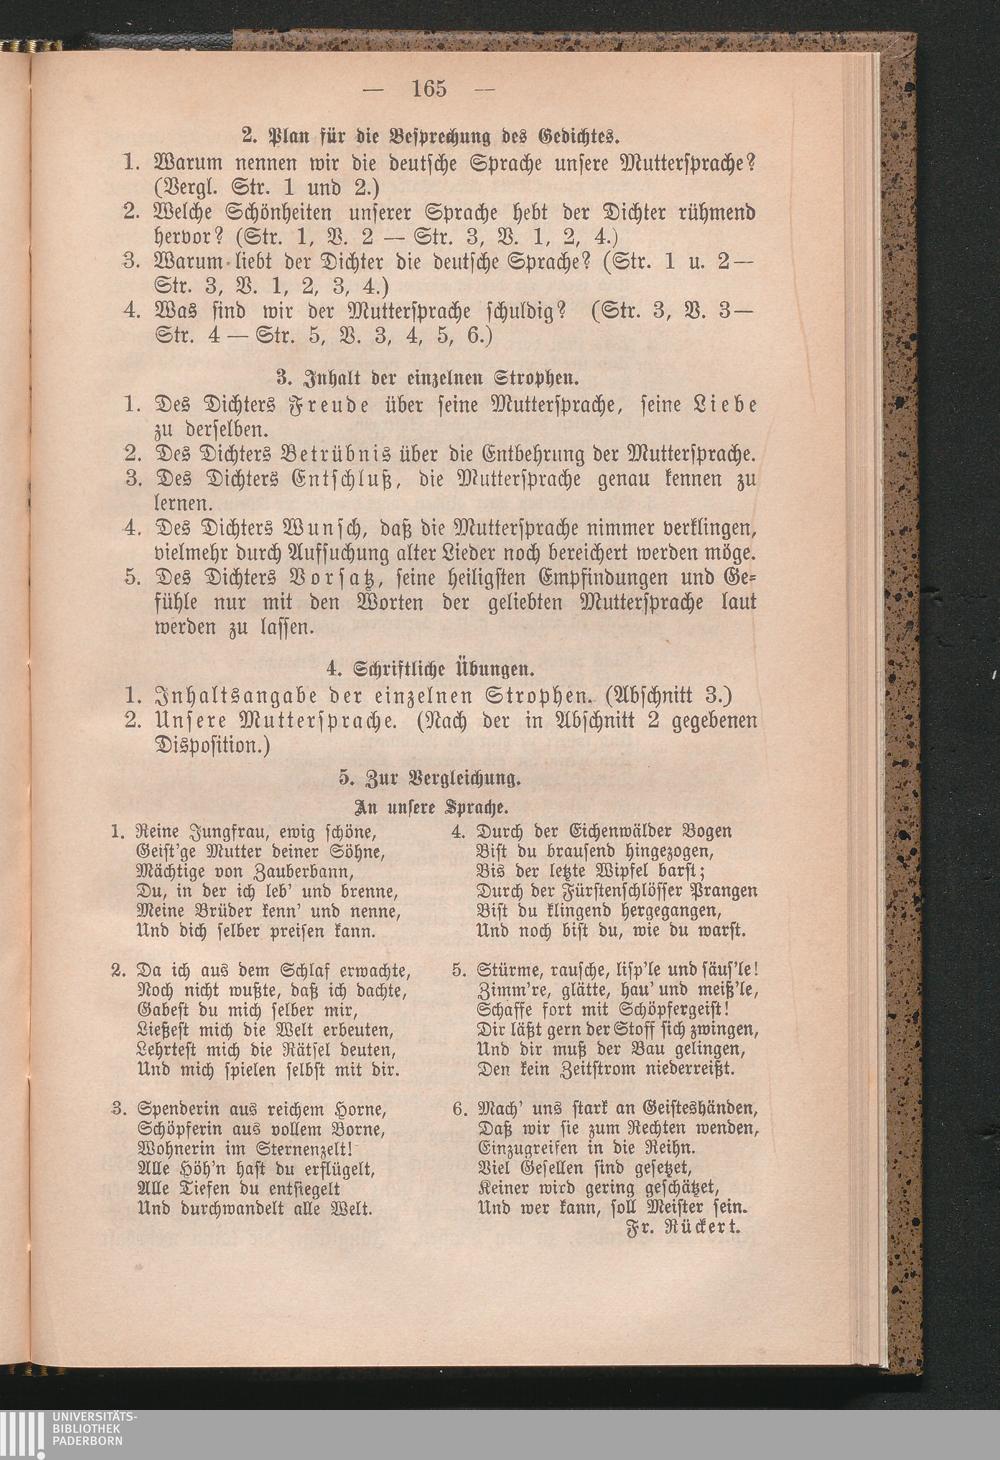 — 165 —
2. Plan für die Besprechung des Gedichtes.
1. Warum nennen wir die deutsche Sprache unsere Muttersprache?
(Vergl. Str. 1 und 2.)
2. Welche Schönheiten unserer Sprache hebt der Dichter rühmend
hervor? (Str. 1, V. 2 — Str. 3, V. 1, 2, 4.)
3. Warum liebt der Dichter die deutsche Sprache? (Str. 1 u. 2—
Str. 3, V. 1, 2, 3, 4.)
4. Was sind wir der Muttersprache schuldig? (Str. 3, V. 3—
Str. 4 — Str. 5, V. 3, 4, 5, 6.)
3. Inhalt der einzelnen Strophen.
1. Des Dichters Freude über seine Muttersprache, seine Liebe
zu derselben.
2. Des Dichters Betrübnis über die Entbehrung der Muttersprache.
3. Des Dichters Entschluß, die Muttersprache genau kennen zu
lernen.
4. Des Dichters Wunsch, daß die Muttersprache nimmer verklingen,
vielmehr durch Aufsuchung alter Lieder noch bereichert werden möge.
5. Des Dichters Vorsatz, seine heiligsten Empfindungen und Ge-
fühle nur mit den Worten der geliebten Muttersprache laut
werden zu lassen.
4. Schriftliche Übungen.
1. Inhaltsangabe der einzelnen Strophen. (Abschnitt 3.)
2. Unsere Muttersprache. (Nach der in Abschnitt 2 gegebenen
Disposition.)
5. Zur Vergleichung.
An unsere Sprache.
1. Reine Jungfrau, ewig schöne,
Geist'ge Mutter deiner Söhne,
Mächtige von Zauberbann,
Du, in der ich leb' und brenne,
Meine Brüder kenn' und nenne,
Und dich selber preisen kann.
2. Da ich aus dem Schlaf erwachte,
Noch nicht wußte, daß ich dachte,
Gabest du mich selber mir,
Ließest mich die Welt erbeuten,
Lehrtest mich die Rätsel deuten,
Und mich spielen selbst mit dir.
3. Spenderin aus reichem Horne,
Schöpferin aus vollem Borne,
Wohnerin im Sternenzelt!
Alle Höh'n hast du erflügelt,
Alle Tiefen du entsiegelt
Und durchwandelt alle Welt.
4. Durch der Eichenwälder Bogen
Bist du brausend hingezogen,
Bis der letzte Wipfel barst;
Durch der Fürstenschlösser Prangen
Bist du klingend hergegangen,
Und noch bist du, wie du warst.
5. Stürme, rausche, lisp'le und säus'le!
Zimm're, glätte, hau' und meiß'le,
Schaffe fort mit Schöpfergeist!
Dir läßt gern der Stoff sich zwingen,
Und dir muß der Bau gelingen,
Den kein Zeitstrom niederreißt.
6. Mach' uns stark an Geisteshänden,
Daß wir sie zum Rechten wenden,
Einzugreifen in die Reihn.
Viel Gesellen sind gesetzet,
Keiner wird gering geschätzet,
Und wer kann, soll Meister sein.
Fr. Rückert.
UNIVERSITÄTS-
BIBLIOTHEK
PADERBORN